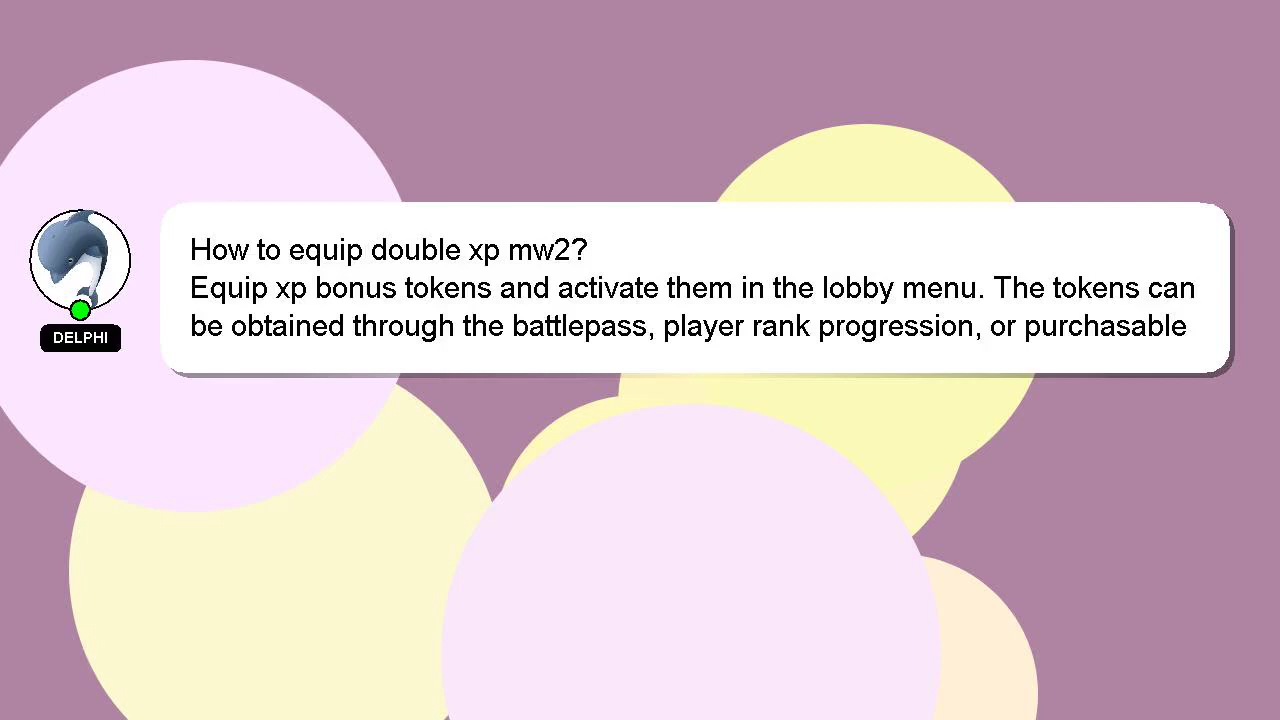 How to equip double xp mw2?
Equip xp bonus tokens and activate them in the lobby menu. The tokens can
be obtained through the battlepass, player rank progression, or purchasable
DELPHI